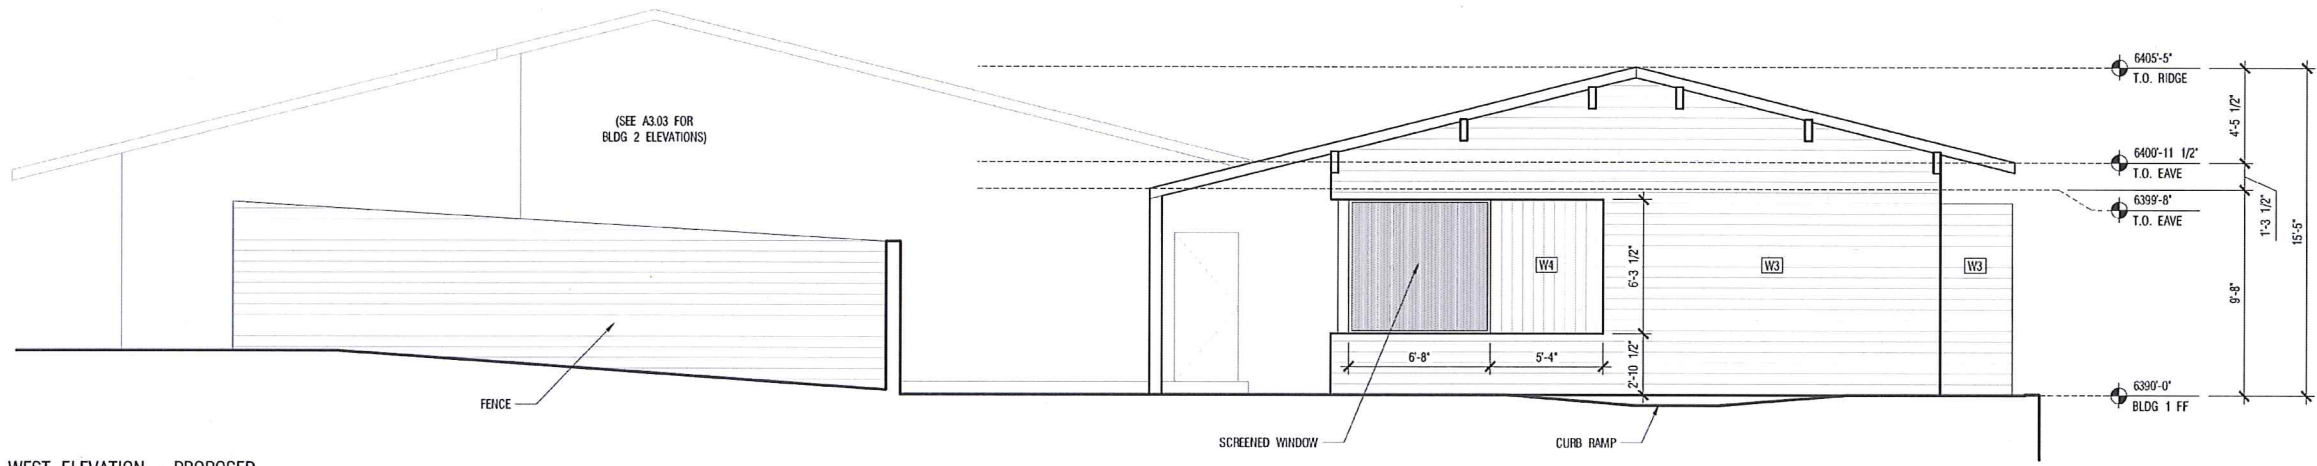 (SEE A3.03 FOR
BLDG 2 ELEVATIONS)
FENCE
SCREENED WINDOW
CURB RAMP
W4
W3
W3
6'-8"
5'-4"
6'-3 1/2"
2'-10 1/2"
6405'-5"
T.O. RIDGE
6400'-11 1/2"
T.O. EAVE
6399'-8"
T.O. EAVE
6390'-0"
BLDG 1 FF
4'-5 1/2"
1'-3 1/2"
9'-8"
15'-5"
WEST ELEVATION - PROPOSED